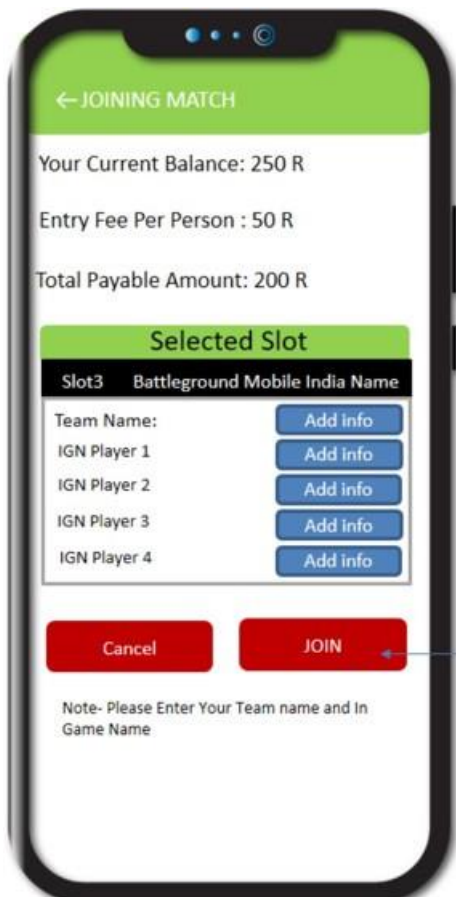 ←JOINING MATCH
Your Current Balance: 250 R
Entry Fee Per Person : 50 R
Total Payable Amount: 200 R
Selected Slot
Slot3 Battleground Mobile India Name
Team Name: Add info
IGN Player 1 Add info
IGN Player 2 Add info
IGN Player 3 Add info
IGN Player 4 Add info
Cancel JOIN
Note- Please Enter Your Team name and In
Game Name